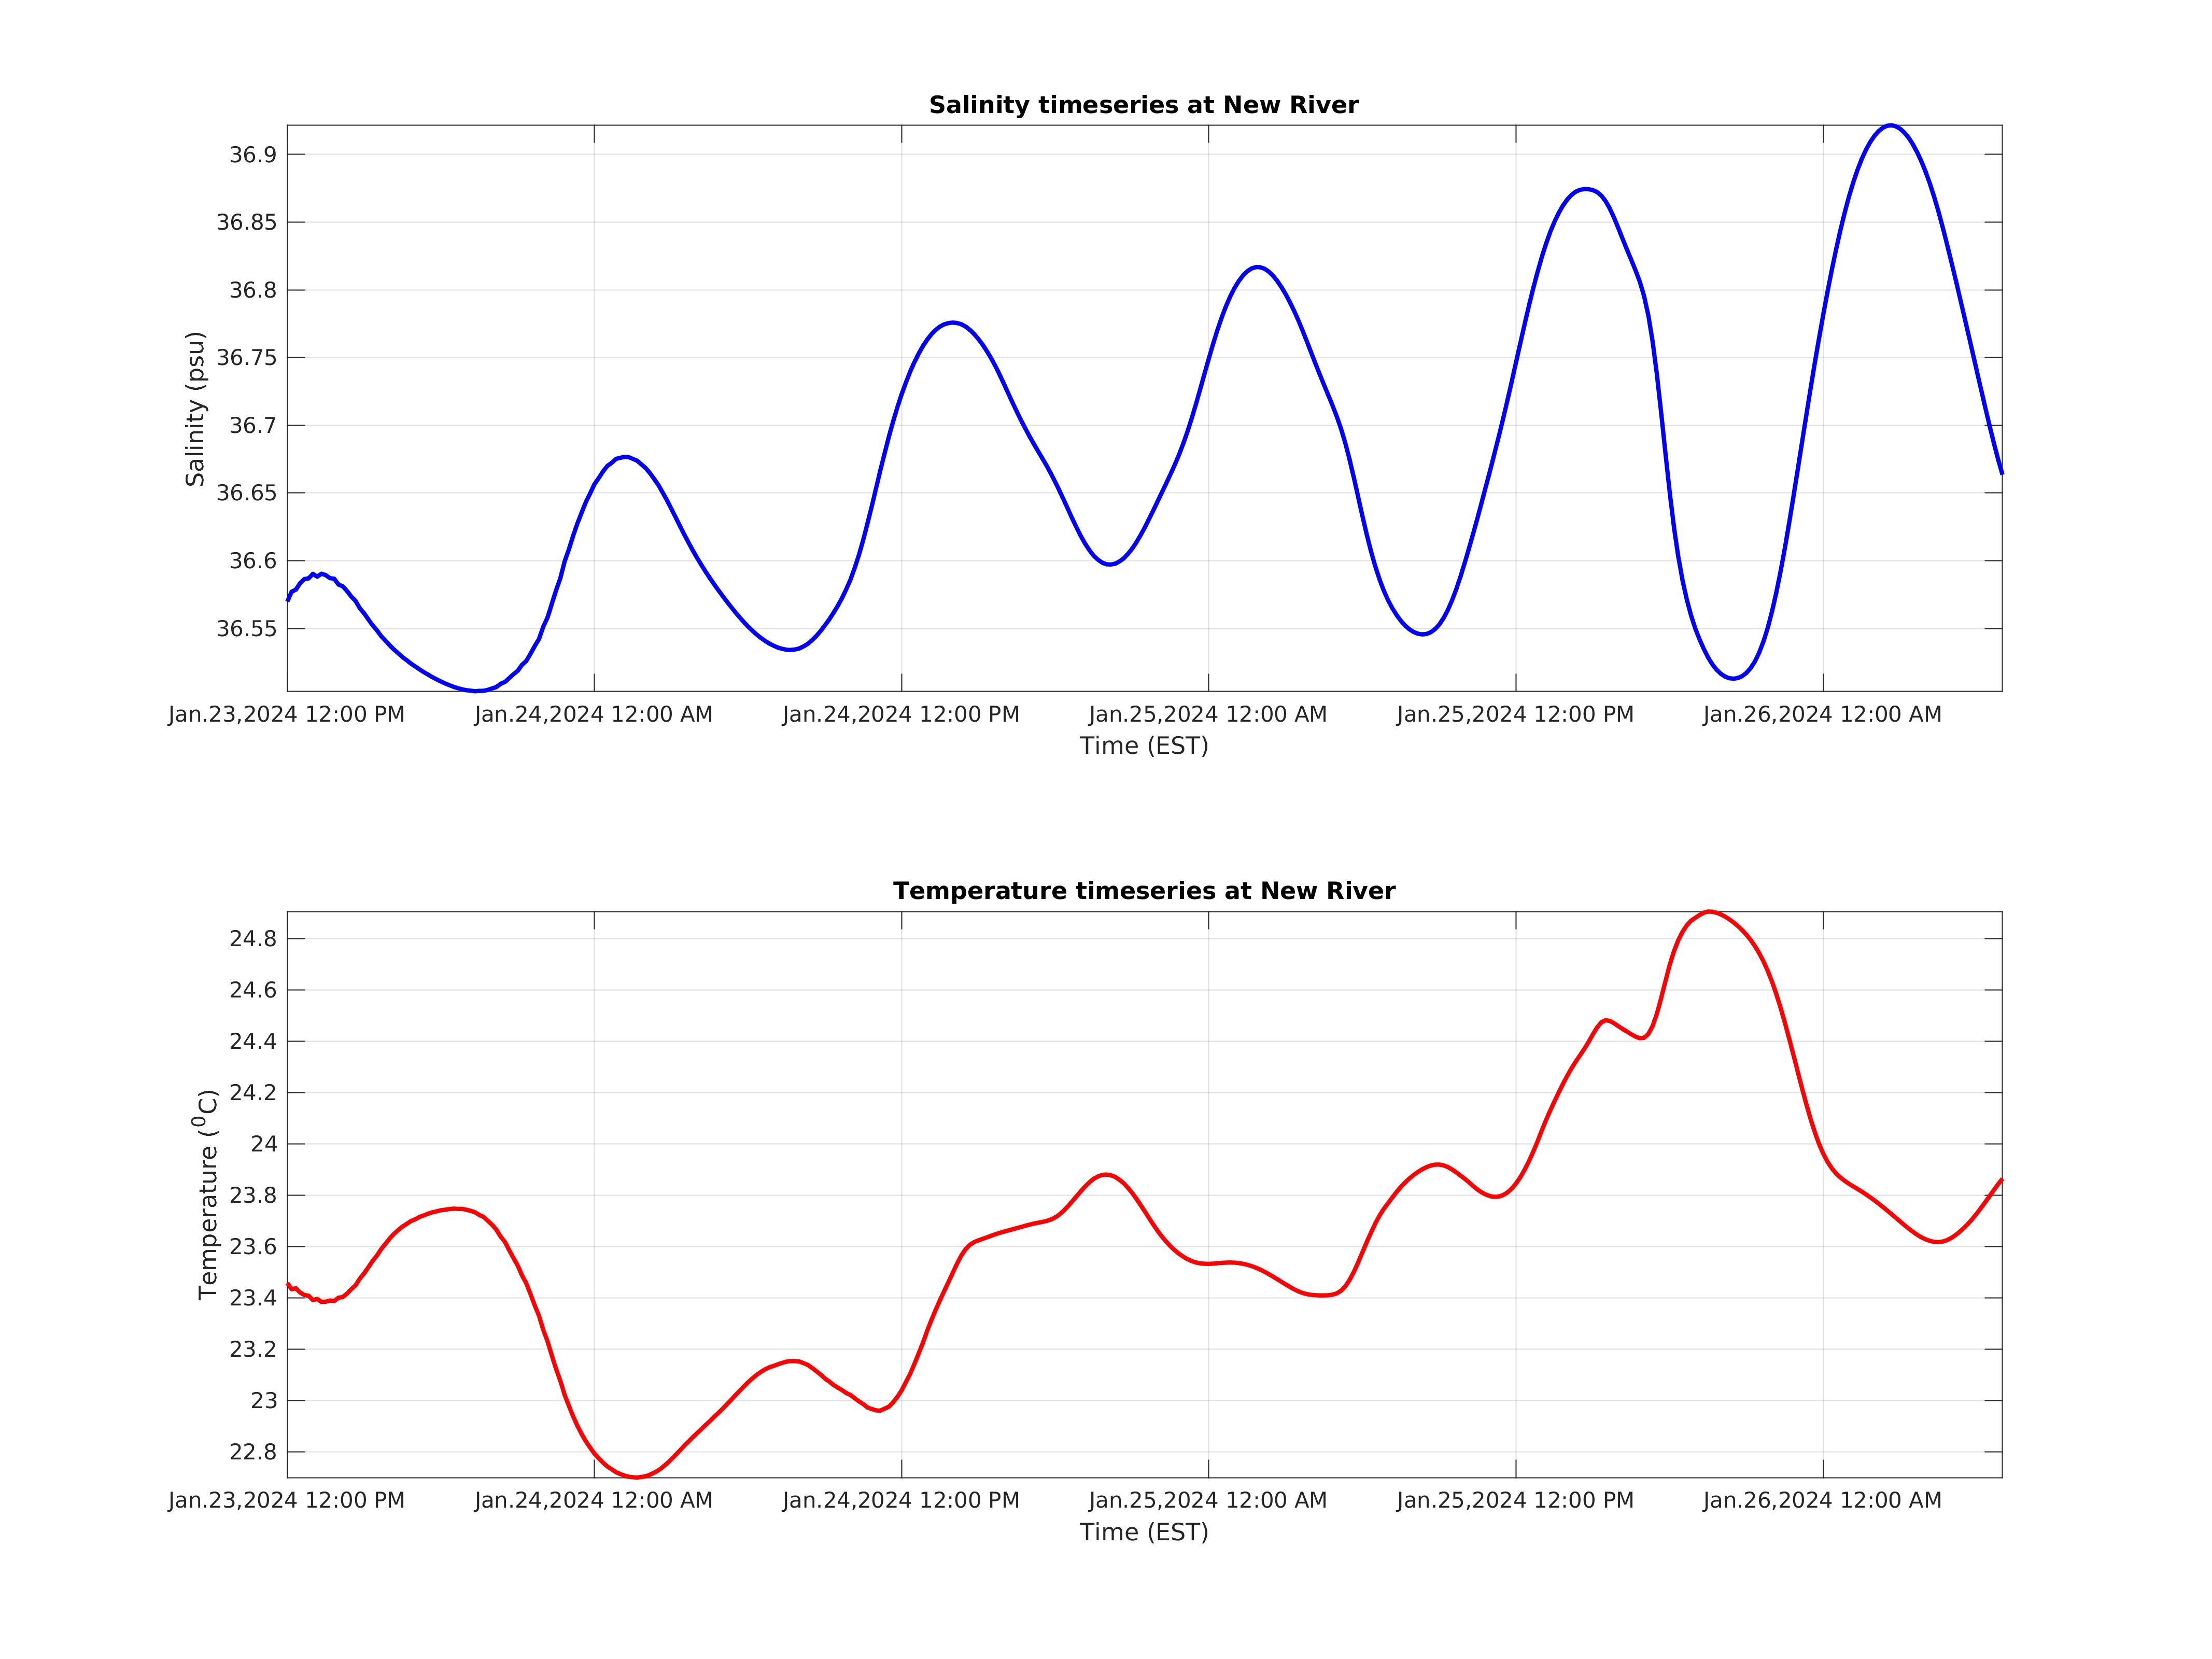 Salinity timeseries at New River
36.9
36.85
36.8
36.75
36.7
36.65
36.6
36.55
Salinity (psu)
Jan.23,2024 12:00 PM Jan.24,2024 12:00 AM Jan.24,2024 12:00 PM Jan.25,2024 12:00 AM Jan.25,2024 12:00 PM Jan.26,2024 12:00 AM
Time (EST)
Temperature timeseries at New River
24.8
24.6
24.4
24.2
24
23.8
23.6
23.4
23.2
23
22.8
Temperature (⁰C)
Jan.23,2024 12:00 PM Jan.24,2024 12:00 AM Jan.24,2024 12:00 PM Jan.25,2024 12:00 AM Jan.25,2024 12:00 PM Jan.26,2024 12:00 AM
Time (EST)